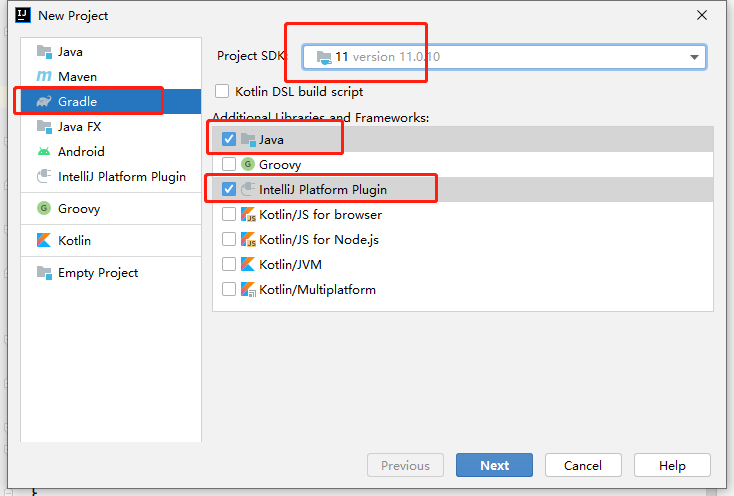 New Project
Java
Maven
Gradle
Java FX
Android
IntelliJ Platform Plugin
Groovy
Kotlin
Empty Project
Project SDK:
11 version 11.0.10
Kotlin DSL build script
Additional Libraries and Frameworks:
Java
Groovy
IntelliJ Platform Plugin
Kotlin/JS for browser
Kotlin/JS for Node.js
Kotlin/JVM
Kotlin/Multiplatform
Previous
Next
Cancel
Help
}